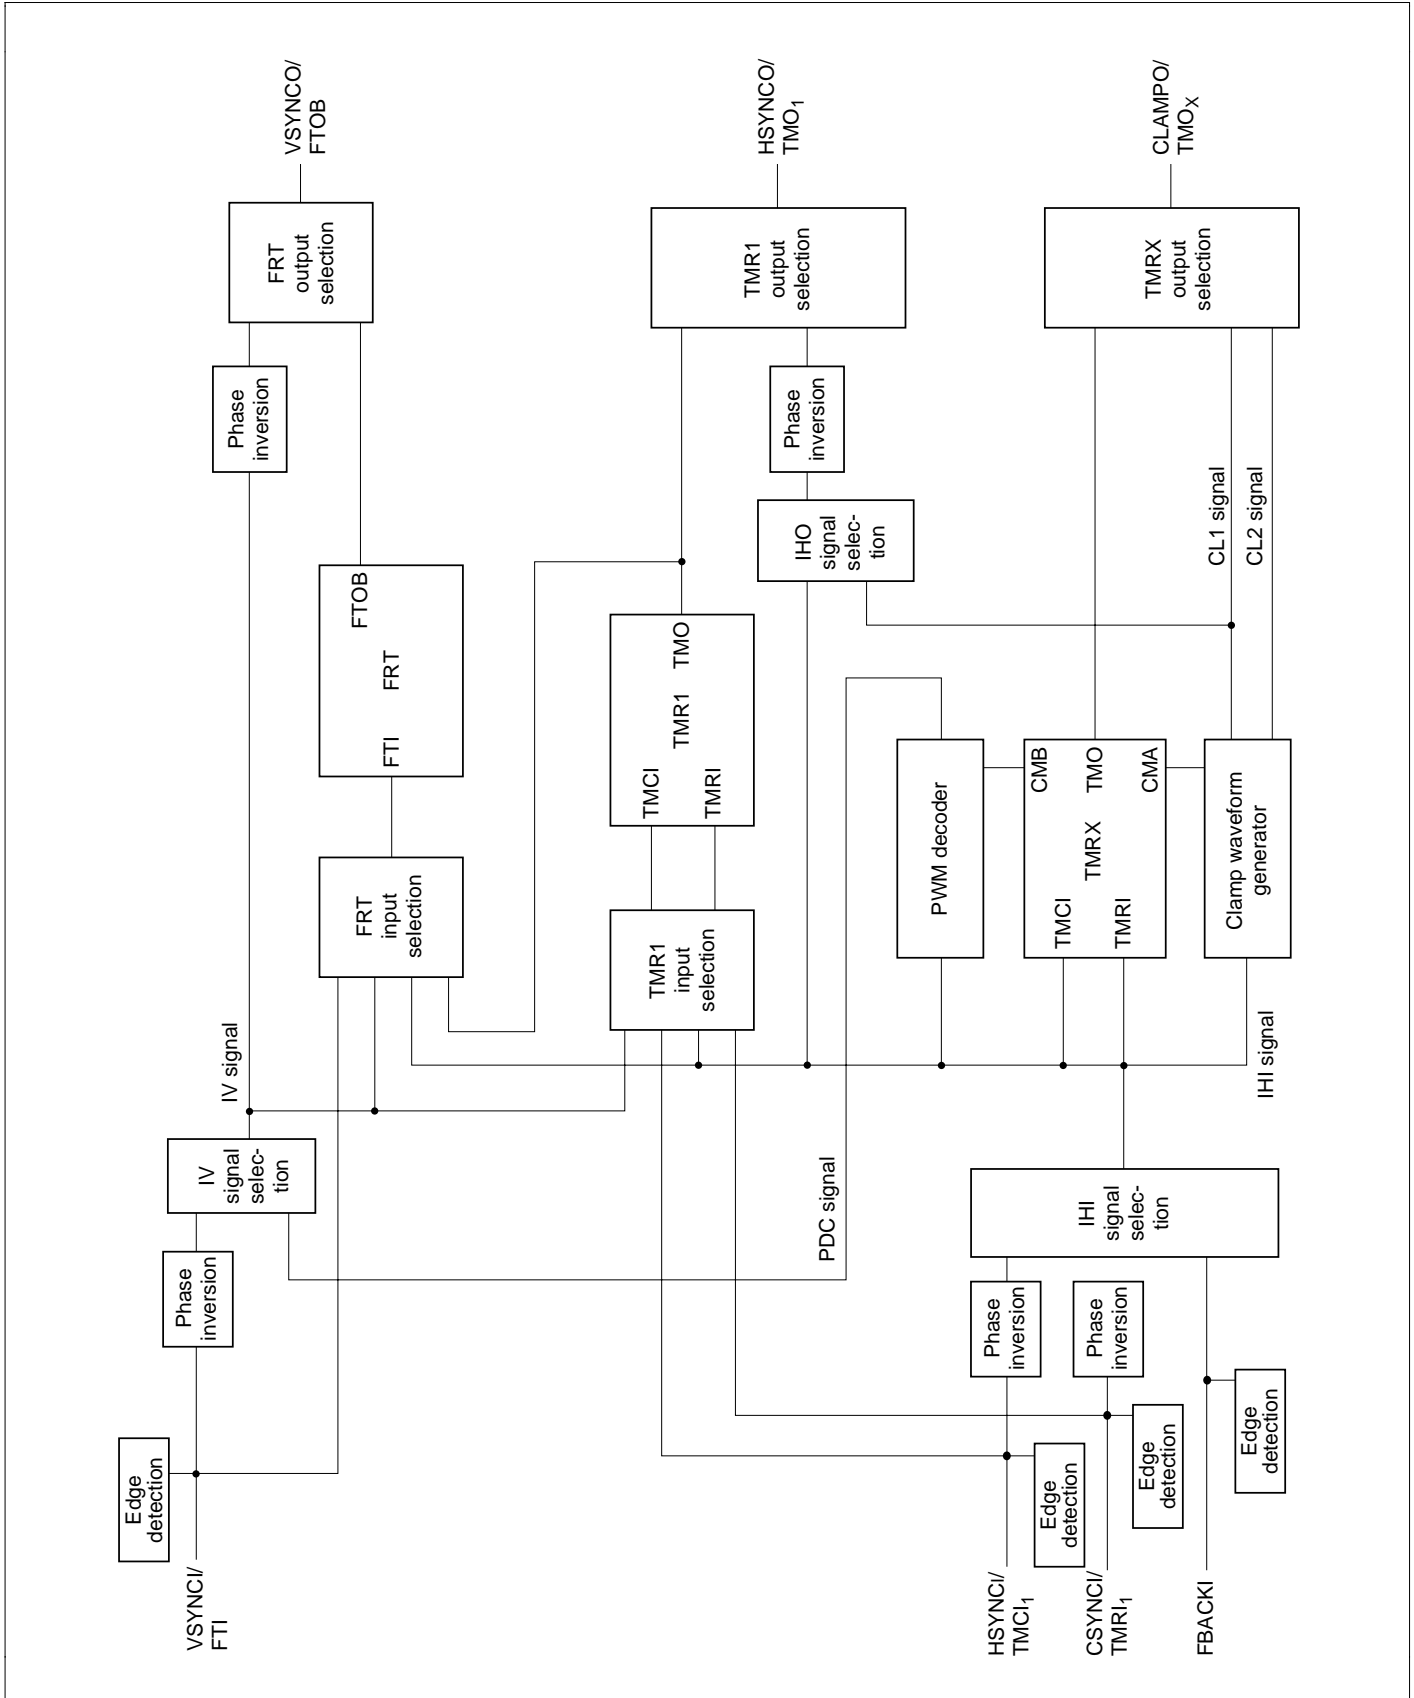 VSYNCI/
FTI
Edge
detection
Phase
inversion
IV
signal
selec-
tion
IV signal
Phase
inversion
FRT
output
selection
VSYNCO/
FTOB
FRT
input
selection
FTI
FRT
FTOB
TMR1
input
selection
TMCI
TMRI
TMR1
TMO
TMR1
output
selection
HSYNCO/
TMO1
Phase
inversion
IHO
signal
selec-
tion
PDC signal
PWM decoder
TMCI
TMRI
TMRX
CMB
TMO
CMA
Clamp waveform
generator
CL1 signal
CL2 signal
TMRX
output
selection
CLAMPO/
TMOX
IHI signal
IHI
signal
selec-
tion
Phase
inversion
Phase
inversion
Edge
detection
Edge
detection
Edge
detection
HSYNCI/
TMCI1
CSYNCI/
TMRI1
FBACKI